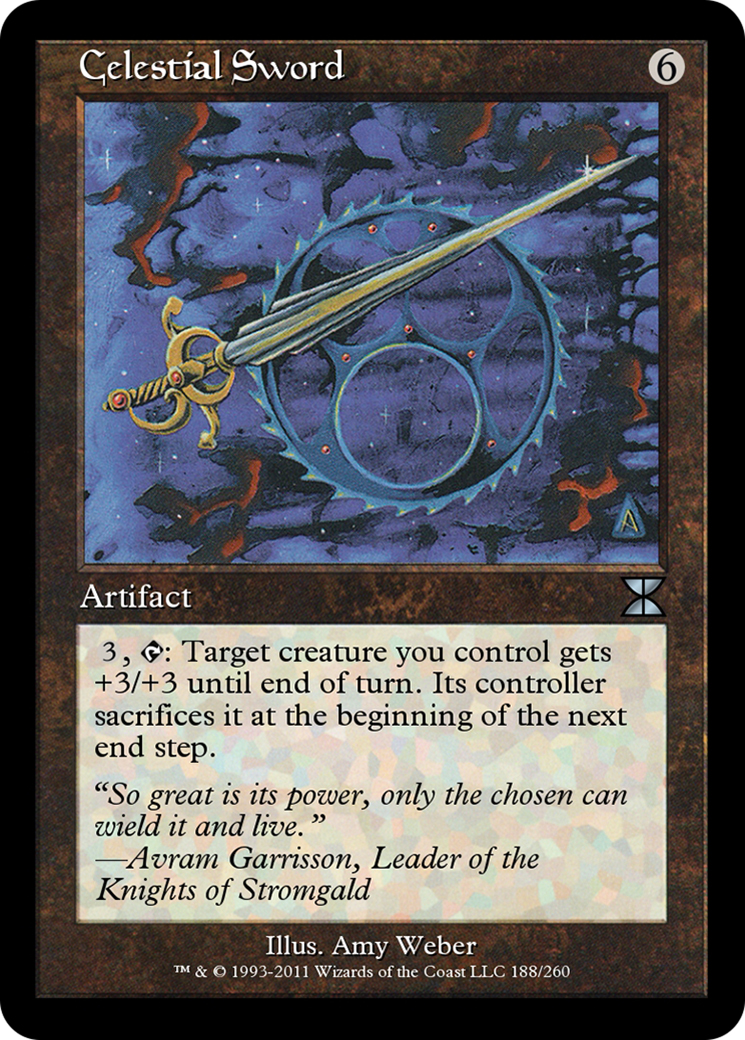 Celestial Sword 6
A
Artifact
3, : Target creature you control gets
+3/+3 until end of turn. Its controller
sacrifices it at the beginning of the next
end step.
“So great is its power, only the chosen can
wield it and live.”
—Avram Garrisson, Leader of the
Knights of Stromgald
Illus. Amy Weber
™ & © 1993-2011 Wizards of the Coast LLC 188/260